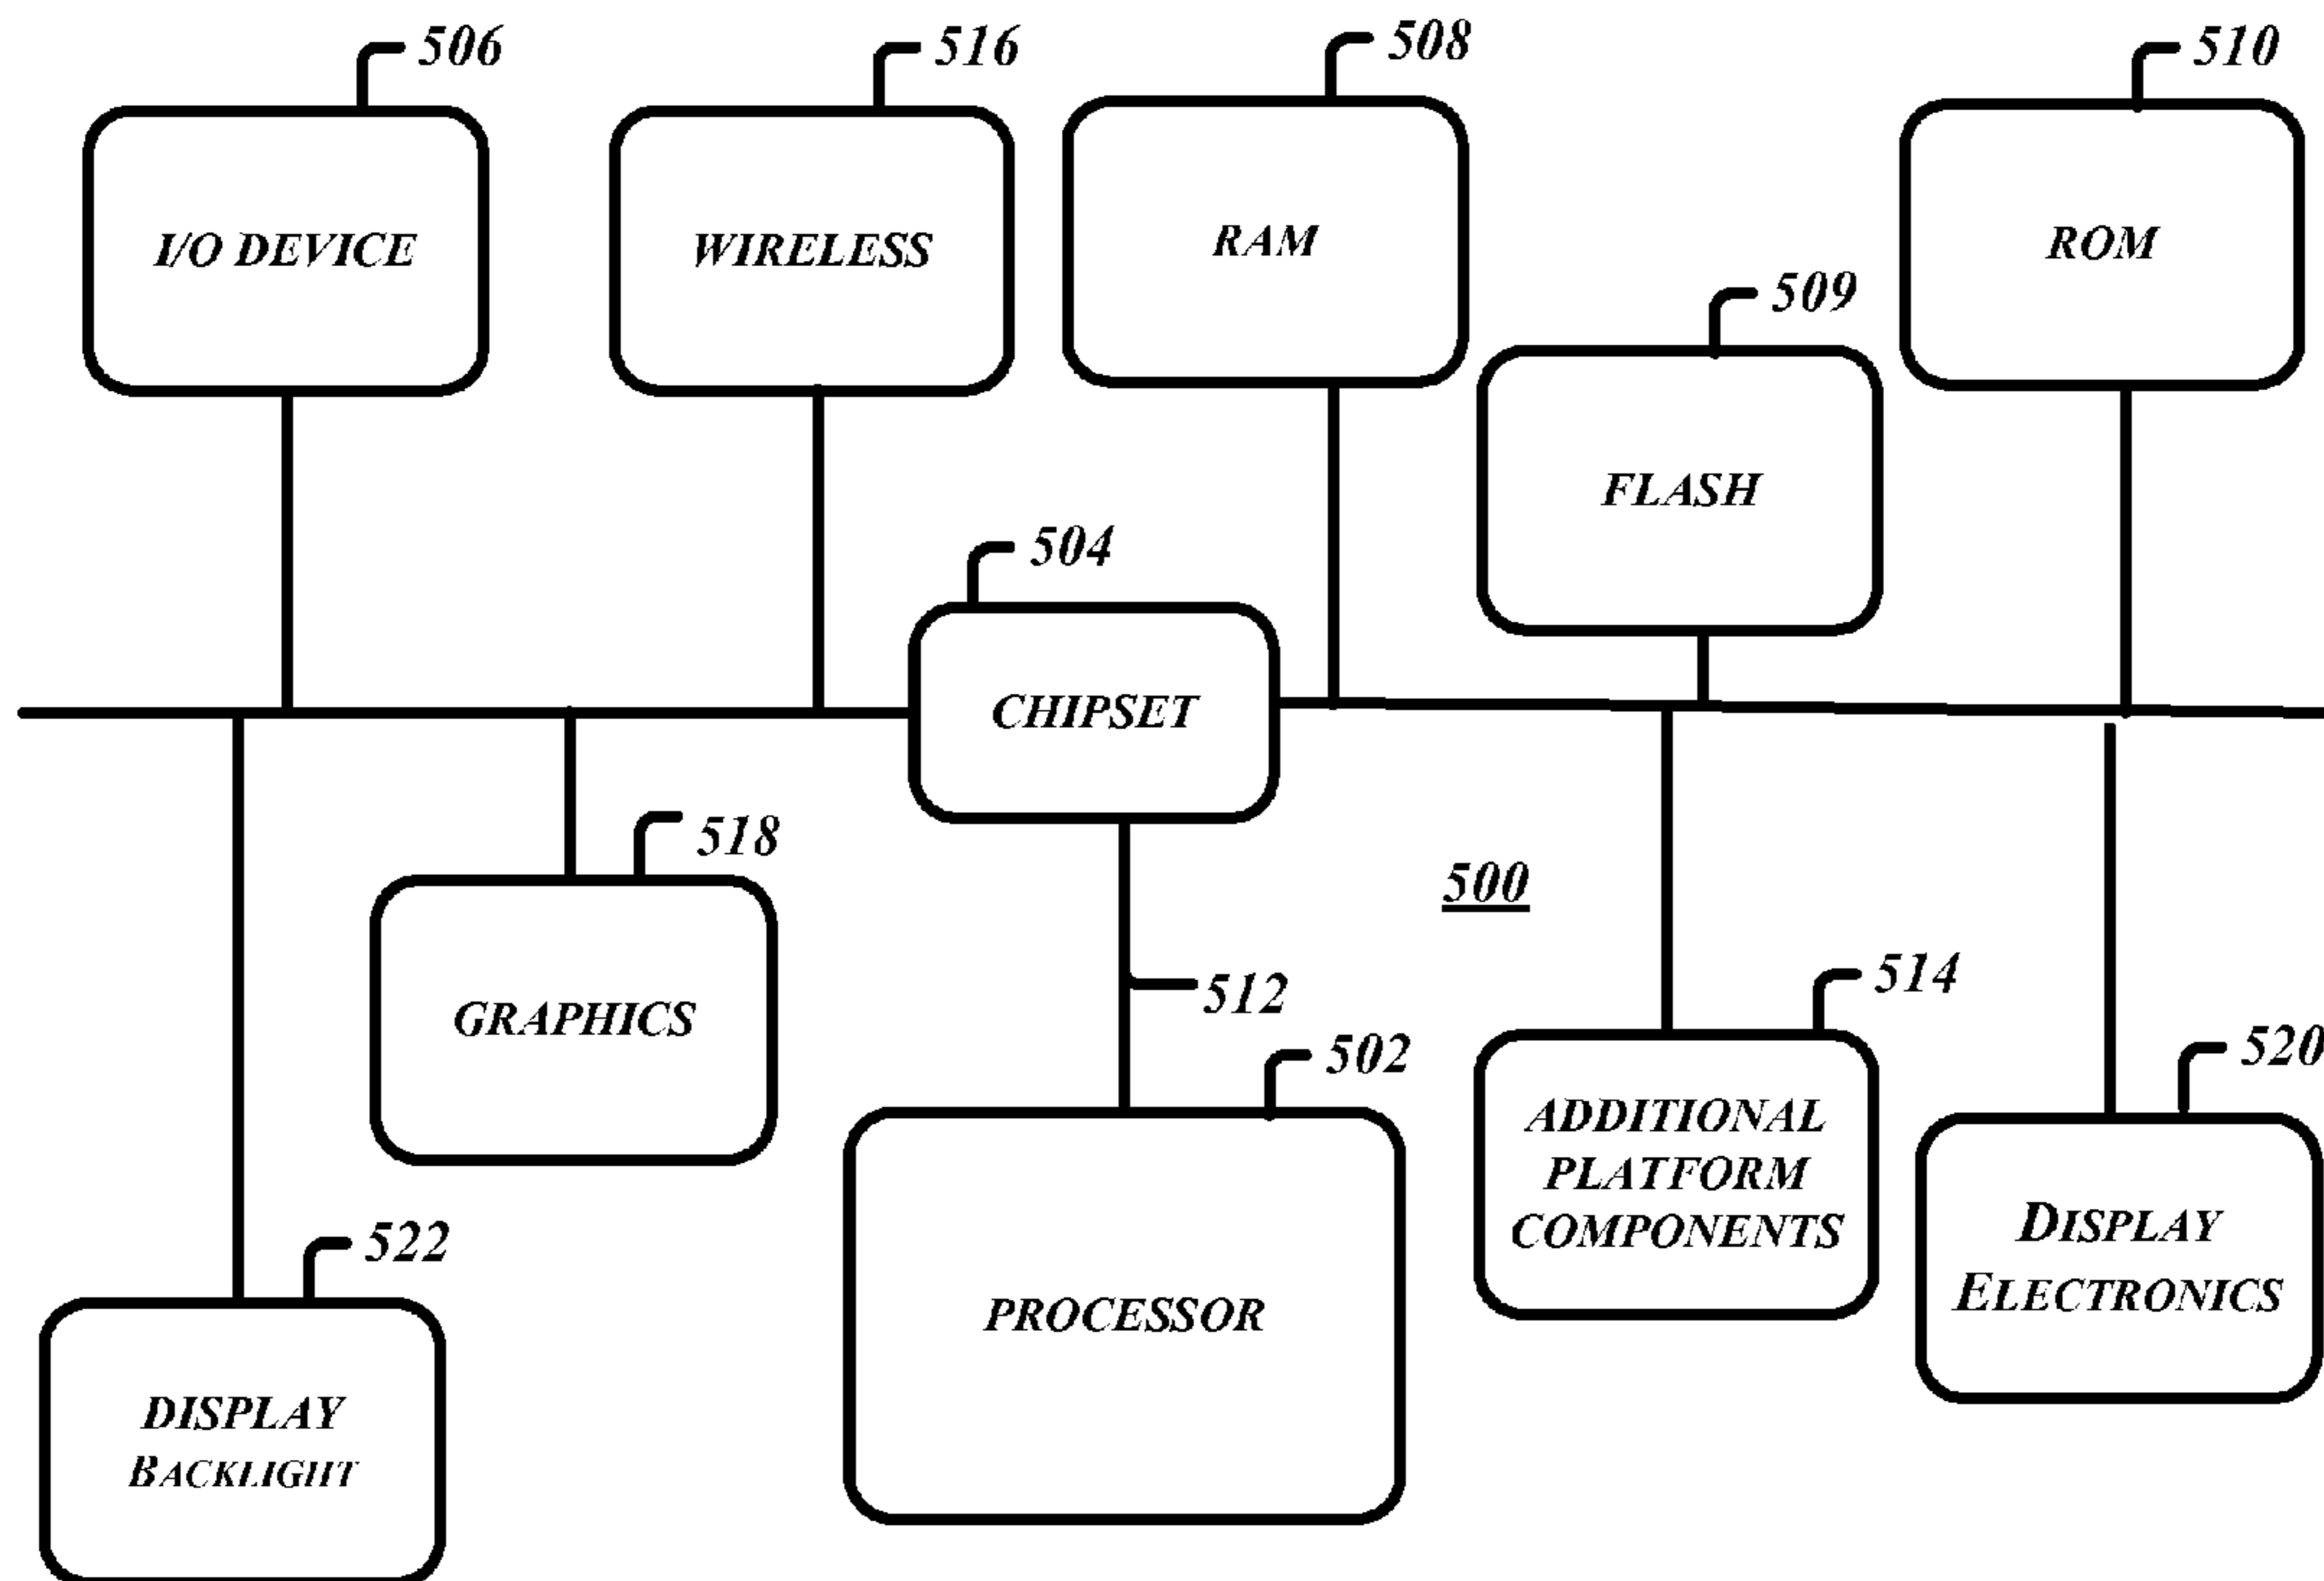 506
516
508
510
I/O DEVICE
WIRELESS
RAM
ROM
509
FLASH
504
CHIPSET
518
500
GRAPHICS
512
514
502
520
ADDITIONAL
PLATFORM
COMPONENTS
DISPLAY
ELECTRONICS
522
PROCESSOR
DISPLAY
BACKLIGHT